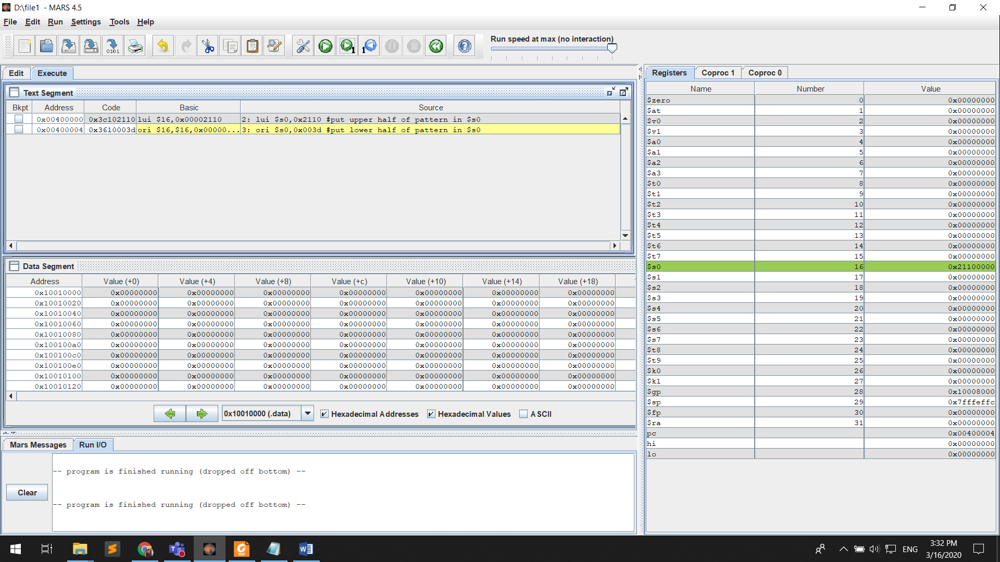 D:\file1 - MARS 4.5
File Edit Run Settings Tools Help
Run speed at max (no interaction)
Edit Execute
Text Segment
Bkpt Address Code Basic Source
0x00400000 0x3c102110 lui $16,0x00002110 2: lui $s0,0x2110 #put upper half of pattern in $s0
0x00400004 0x3610003d ori $16,$16,0x00000... 3: ori $s0,0x003d #put lower half of pattern in $s0
Data Segment
Address Value (+0) Value (+4) Value (+8) Value (+c) Value (+10) Value (+14) Value (+18)
0x10010000 0x00000000 0x00000000 0x00000000 0x00000000 0x00000000 0x00000000 0x00000000
0x10010020 0x00000000 0x00000000 0x00000000 0x00000000 0x00000000 0x00000000 0x00000000
0x10010040 0x00000000 0x00000000 0x00000000 0x00000000 0x00000000 0x00000000 0x00000000
0x10010060 0x00000000 0x00000000 0x00000000 0x00000000 0x00000000 0x00000000 0x00000000
0x10010080 0x00000000 0x00000000 0x00000000 0x00000000 0x00000000 0x00000000 0x00000000
0x100100a0 0x00000000 0x00000000 0x00000000 0x00000000 0x00000000 0x00000000 0x00000000
0x100100c0 0x00000000 0x00000000 0x00000000 0x00000000 0x00000000 0x00000000 0x00000000
0x100100e0 0x00000000 0x00000000 0x00000000 0x00000000 0x00000000 0x00000000 0x00000000
0x10010100 0x00000000 0x00000000 0x00000000 0x00000000 0x00000000 0x00000000 0x00000000
0x10010120 0x00000000 0x00000000 0x00000000 0x00000000 0x00000000 0x00000000 0x00000000
0x10010000 (.data) Hexadecimal Addresses Hexadecimal Values ASCII
Mars Messages Run I/O
-- program is finished running (dropped off bottom) --
Clear
-- program is finished running (dropped off bottom) --
Registers Coproc 1 Coproc 0
Name Number Value
$zero 0 0x00000000
$at 1 0x00000000
$v0 2 0x00000000
$v1 3 0x00000000
$a0 4 0x00000000
$a1 5 0x00000000
$a2 6 0x00000000
$a3 7 0x00000000
$t0 8 0x00000000
$t1 9 0x00000000
$t2 10 0x00000000
$t3 11 0x00000000
$t4 12 0x00000000
$t5 13 0x00000000
$t6 14 0x00000000
$t7 15 0x00000000
$s0 16 0x21100000
$s1 17 0x00000000
$s2 18 0x00000000
$s3 19 0x00000000
$s4 20 0x00000000
$s5 21 0x00000000
$s6 22 0x00000000
$s7 23 0x00000000
$t8 24 0x00000000
$t9 25 0x00000000
$k0 26 0x00000000
$k1 27 0x00000000
$gp 28 0x10008000
$sp 29 0x7fffeffc
$fp 30 0x00000000
$ra 31 0x00000000
pc 0x00400004
hi 0x00000000
lo 0x00000000
ENG
3:32 PM
3/16/2020